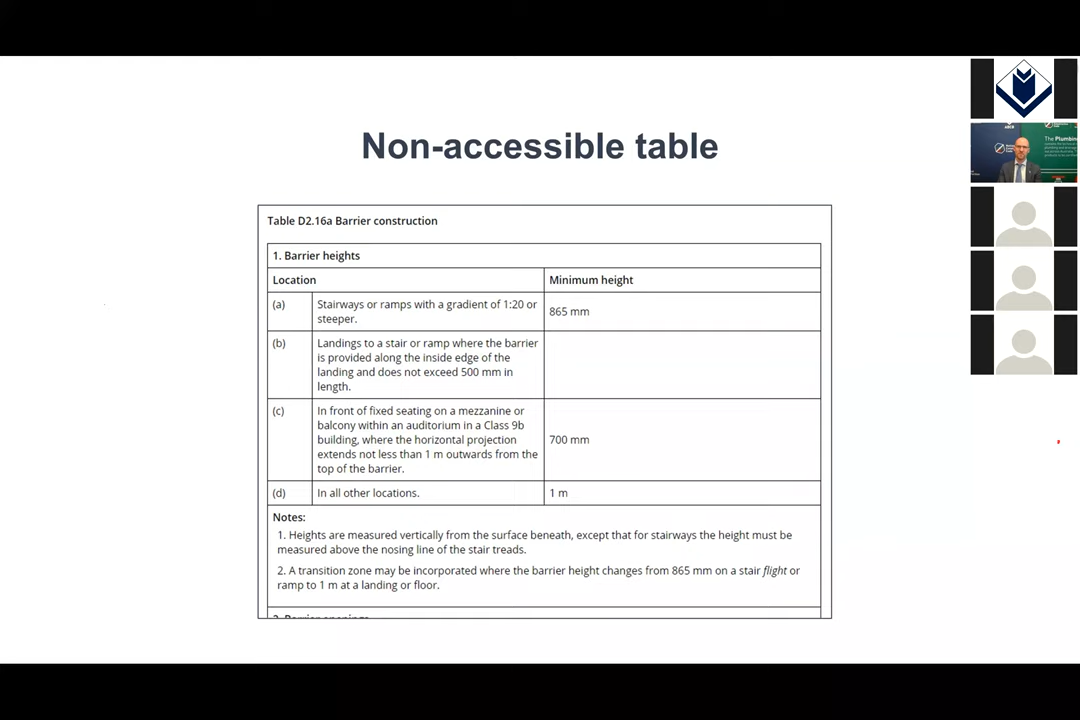 Non-accessible table
Table D2.16a Barrier construction
1. Barrier heights
Location Minimum height
(a) Stairways or ramps with a gradient of 1:20 or
steeper.
865 mm
(b) Landings to a stair or ramp where the barrier
is provided along the inside edge of the
landing and does not exceed 500 mm in
length.
(c) In front of fixed seating on a mezzanine or
balcony within an auditorium in a Class 9b
building, where the horizontal projection
extends not less than 1 m outwards from the
top of the barrier.
700 mm
(d) In all other locations. 1 m
Notes:
1. Heights are measured vertically from the surface beneath, except that for stairways the height must be
measured above the nosing line of the stair treads.
2. A transition zone may be incorporated where the barrier height changes from 865 mm on a stair flight or
ramp to 1 m at a landing or floor.
The Plumbin